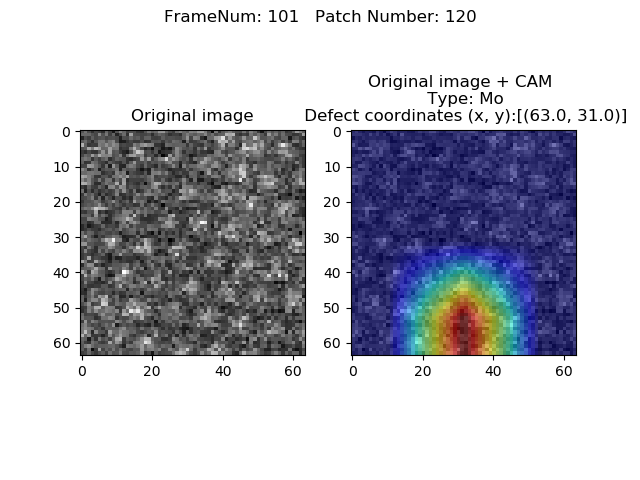 FrameNum: 101   Patch Number: 120
Original image
Original image + CAM
Type: Mo
Defect coordinates (x, y):[(63.0, 31.0)]
0
10
20
30
40
50
60
0 20 40 60
0
10
20
30
40
50
60
0 20 40 60